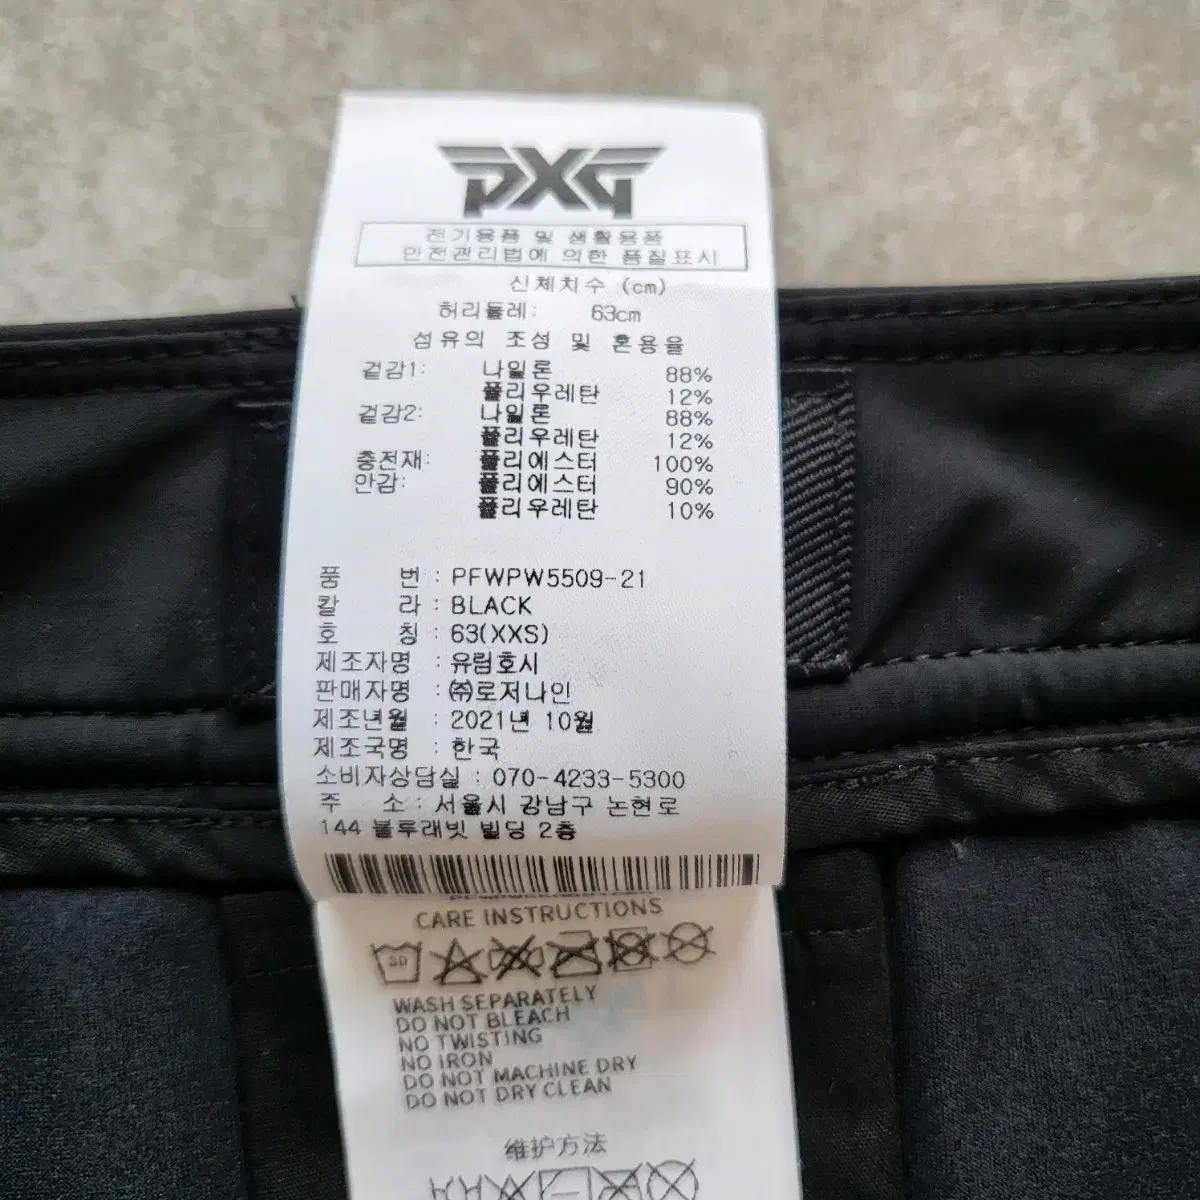 PXG
전기용품 및 생활용품
안전관리법에 의한 품질표시
신체치수 (cm)
허리둘레: 63cm
섬유의 조성 및 혼용율
겉감1: 나일론 88%
폴리우레탄 12%
겉감2: 나일론 88%
폴리우레탄 12%
충전재: 폴리에스터 100%
안감: 폴리에스터 90%
폴리우레탄 10%
품 번 : PFWPW5509-21
칼 라 : BLACK
호 칭 : 63(XXS)
제조자명 : 유림호시
판매자명 : ㈜로저나인
제조년월 : 2021년 10월
제조국명 : 한국
소비자상담실 : 070-4233-5300
주 소 : 서울시 강남구 논현로
144 블루래빗 빌딩 2층
CARE INSTRUCTIONS
30
WASH SEPARATELY
DO NOT BLEACH
NO TWISTING
NO IRON
DO NOT MACHINE DRY
DO NOT DRY CLEAN
维护方法